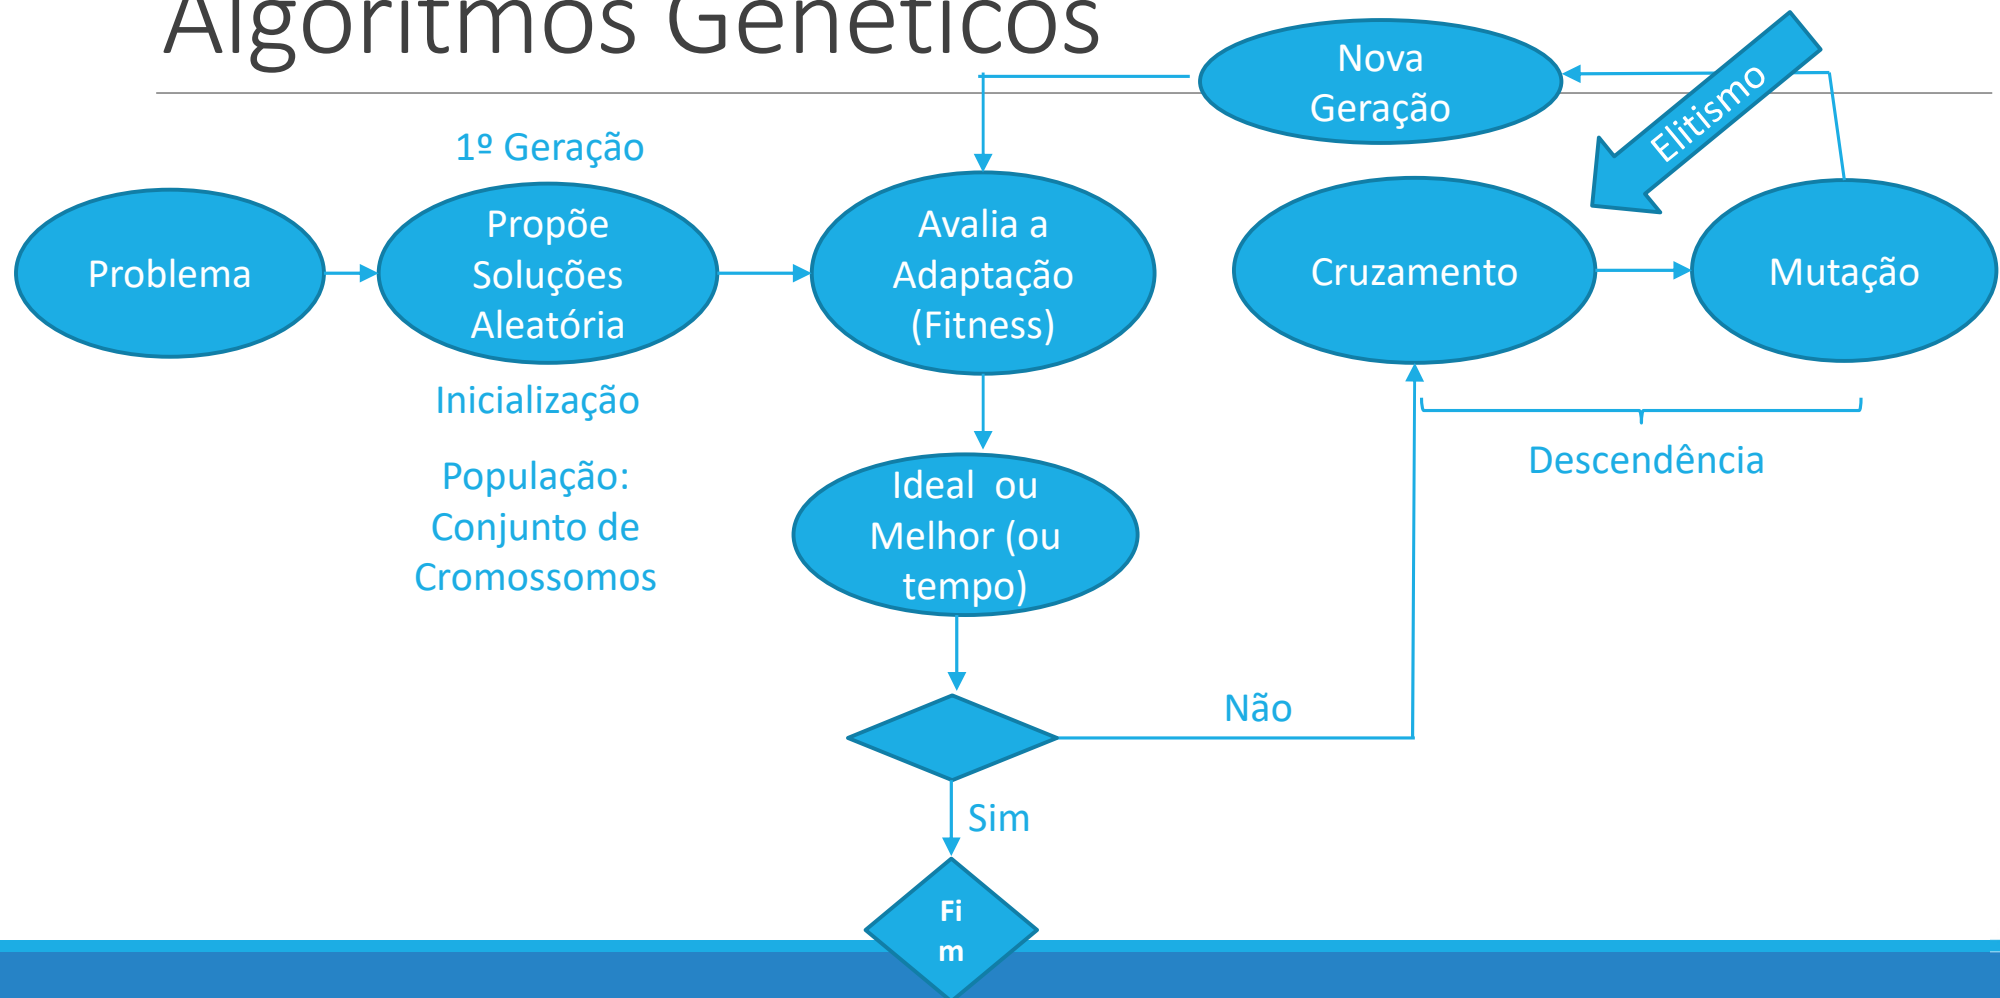 Algoritmos Genéticos
Nova
Geração
Elitismo
1º Geração
Problema
Propõe
Soluções
Aleatória
Avalia a
Adaptação
(Fitness)
Cruzamento
Mutação
Inicialização
Descendência
População:
Conjunto de
Cromossomos
Ideal  ou
Melhor (ou
tempo)
Não
Sim
Fi
m